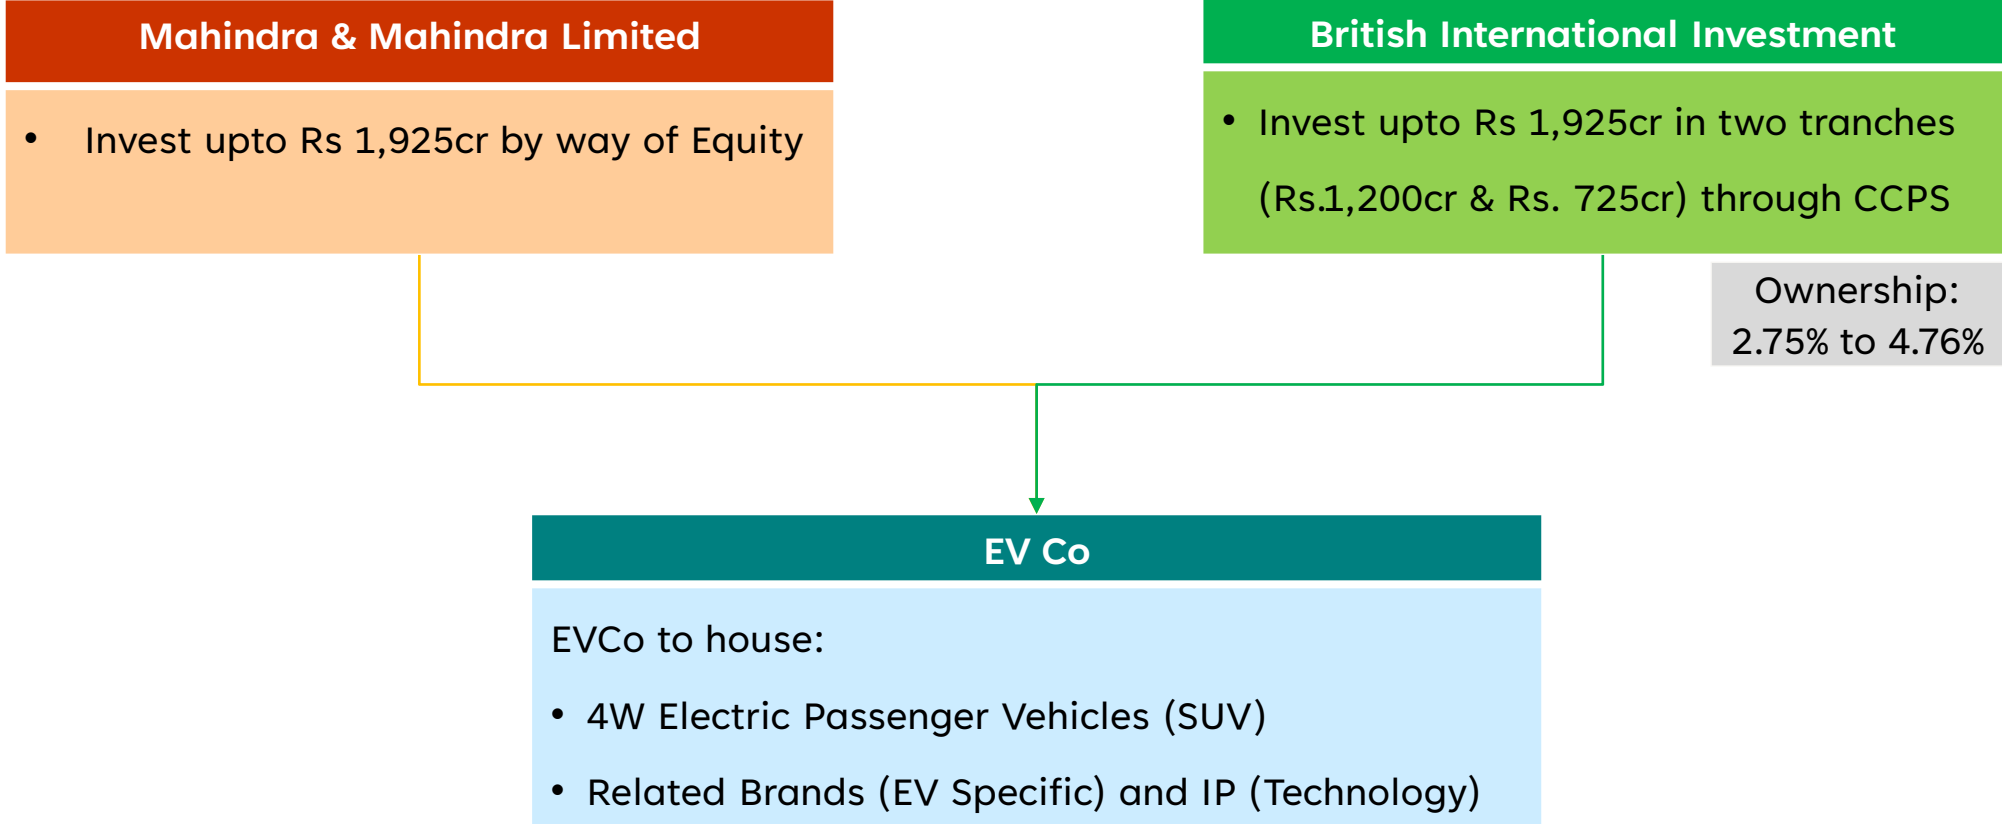 Mahindra & Mahindra Limited
• Invest upto Rs 1,925cr by way of Equity
British International Investment
• Invest upto Rs 1,925cr in two tranches
(Rs.1,200cr & Rs. 725cr) through CCPS
Ownership:
2.75% to 4.76%
EV Co
EVCo to house:
• 4W Electric Passenger Vehicles (SUV)
• Related Brands (EV Specific) and IP (Technology)